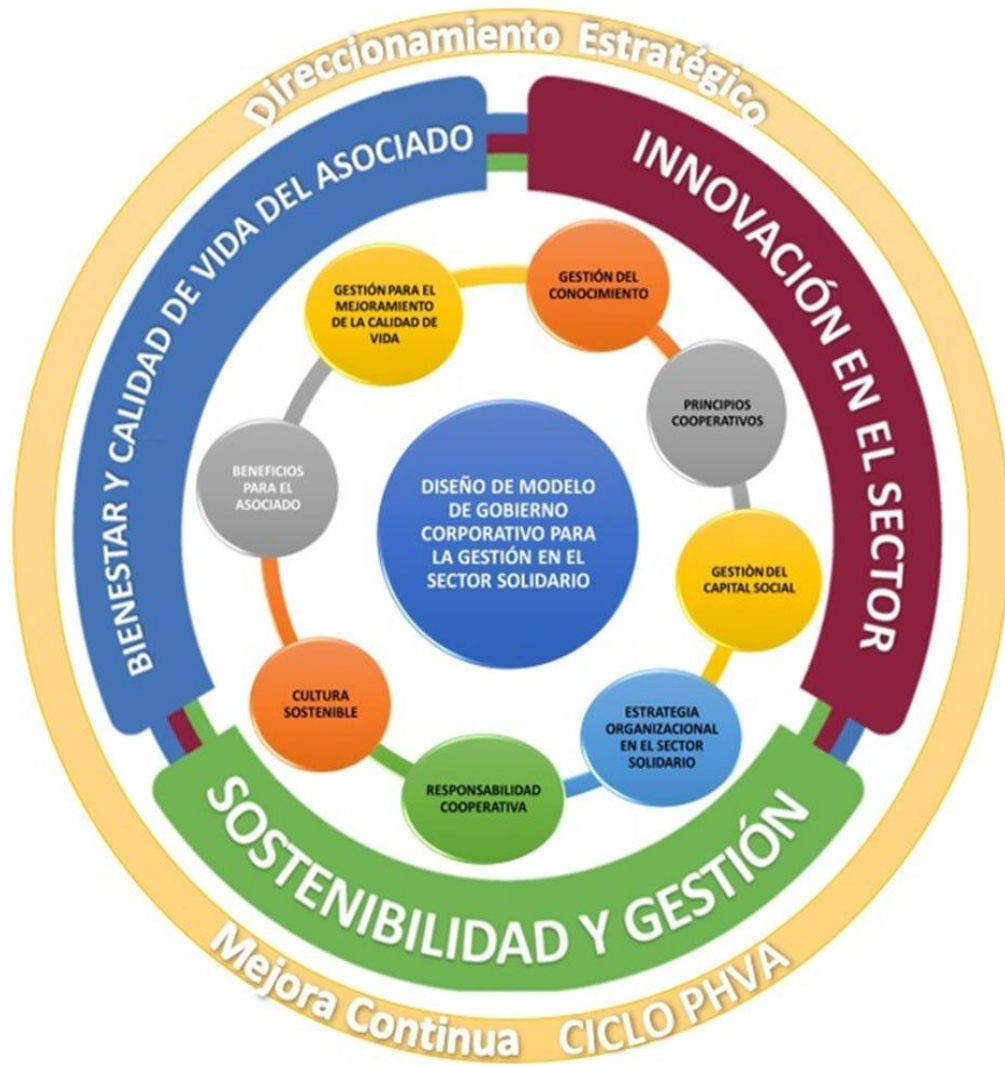 Direccionamiento Estratégico
BIENESTAR Y CALIDAD DE VIDA DEL ASOCIADO
INNOVACIÓN EN EL SECTOR
GESTIÓN PARA EL
MEJORAMIENTO
DE LA CALIDAD DE
VIDA
GESTIÓN DEL
CONOCIMIENTO
PRINCIPIOS
COOPERATIVOS
BENEFICIOS
PARA EL
ASOCIADO
DISEÑO DE MODELO
DE GOBIERNO
CORPORATIVO PARA
LA GESTIÓN EN EL
SECTOR SOLIDARIO
GESTIÒN DEL
CAPITAL SOCIAL
CULTURA
SOSTENIBLE
ESTRATEGIA
ORGANIZACIONAL
EN EL SECTOR
SOLIDARIO
RESPONSABILIDAD
COOPERATIVA
SOSTENIBILIDAD Y GESTIÓN
Mejora Continua CICLO PHVA